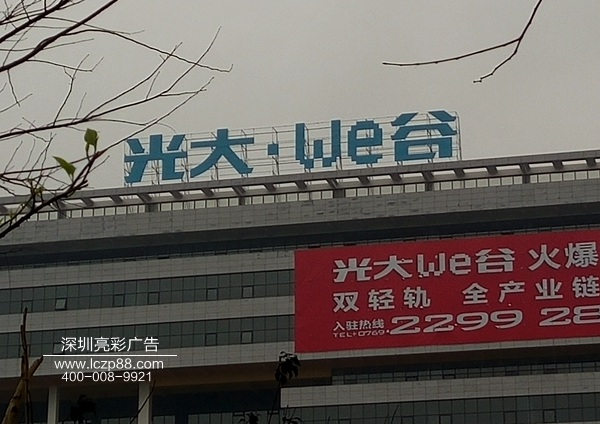 光大·We谷
光大We谷 火爆
双轻轨 全产业链
入驻热线
TEL:0769 2299 28
深圳亮彩广告
www.lczp88.com
400-008-9921